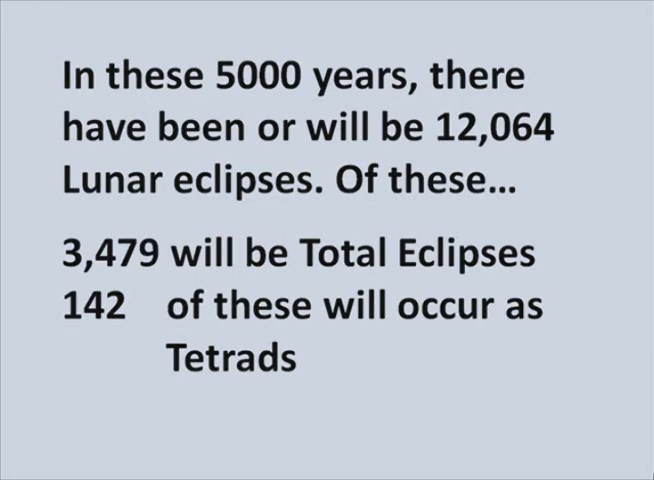 In these 5000 years, there
have been or will be 12,064
Lunar eclipses. Of these...
3,479 will be Total Eclipses
142 of these will occur as
Tetrads